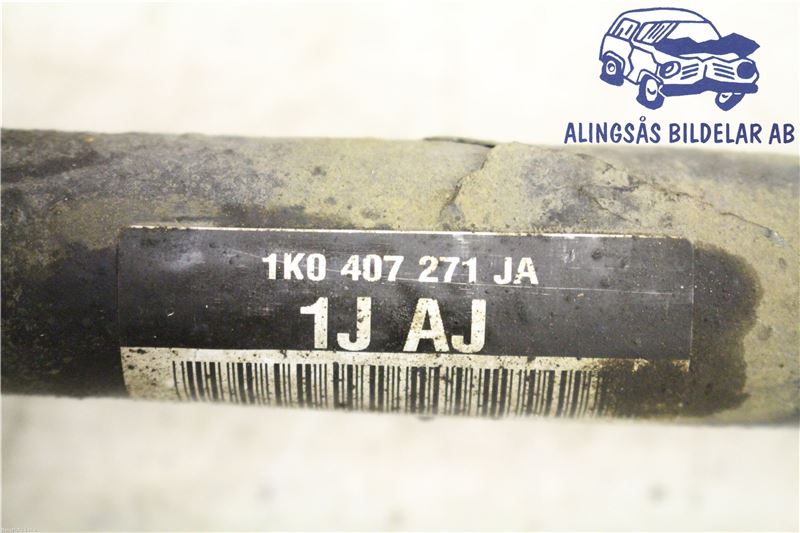 ALINGSÅS BILDELAR AB
1K0 407 271 JA
1J AJ